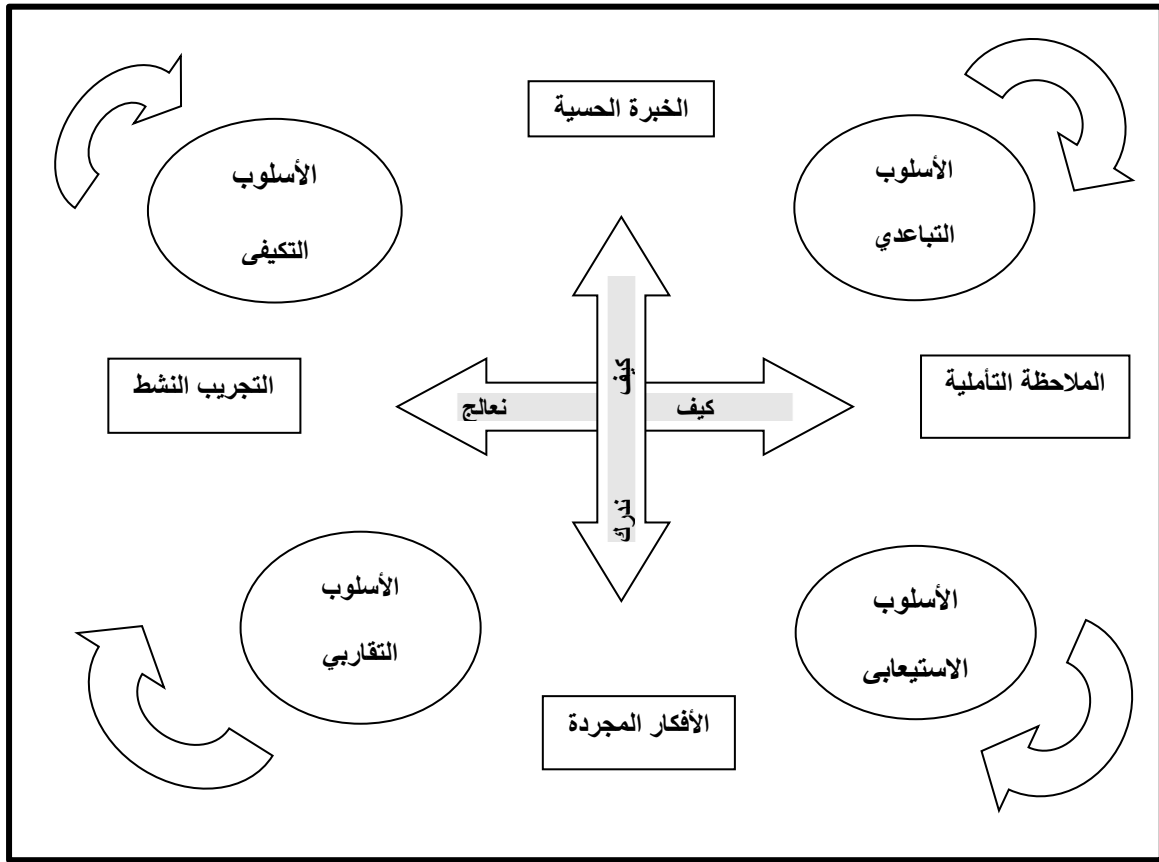 الخبرة الحسية
الأسلوب
التباعدي
الأسلوب
التكيفى
الملاحظة التأملية
التجريب النشط
كيف
ندرك
كيف
نعالج
الأسلوب
الاستيعابى
الأسلوب
التقاربي
الأفكار المجردة